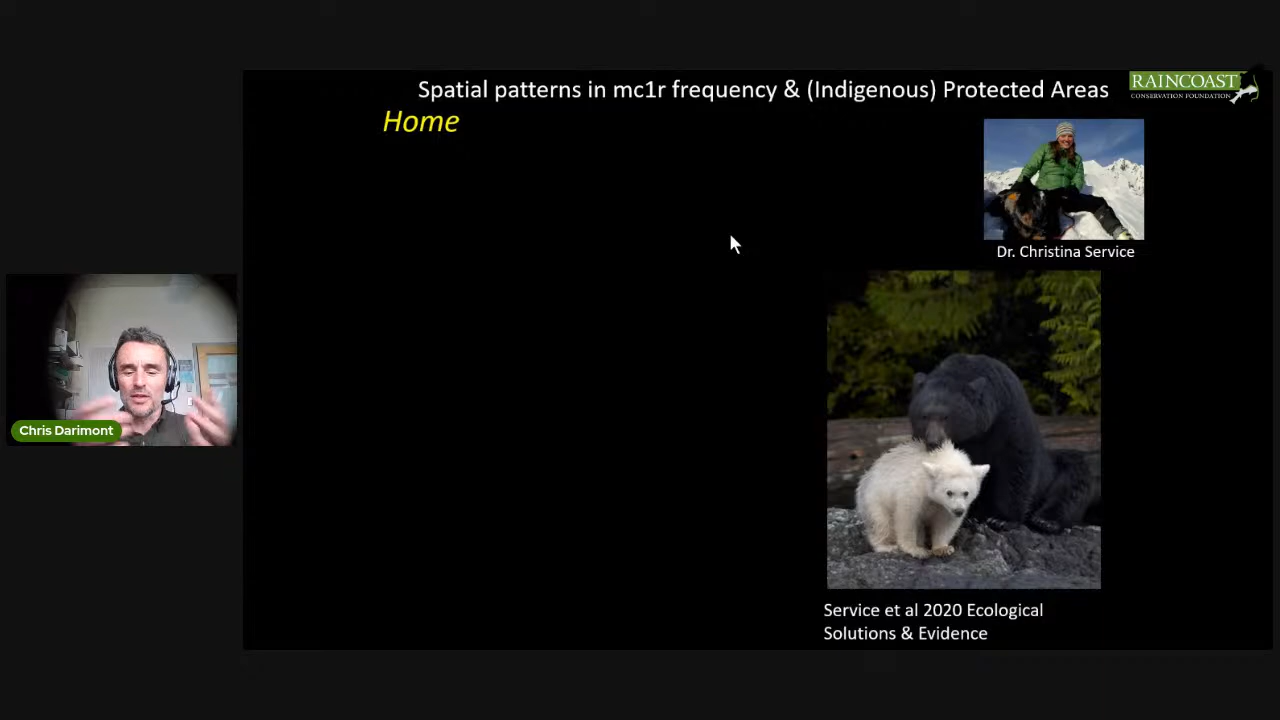 Spatial patterns in mc1r frequency & (Indigenous) Protected Areas
RAINCOAST
CONSERVATION FOUNDATION
Home
Dr. Christina Service
Chris Darimont
Service et al 2020 Ecological
Solutions & Evidence